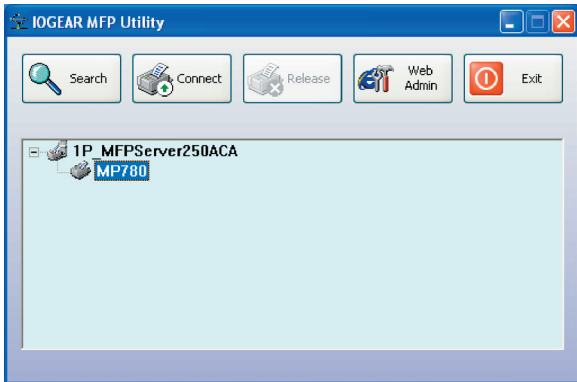 IOGEAR MFP Utility
Search
Connect
Release
Web
Admin
Exit
1P_MFPServer250ACA
MP780